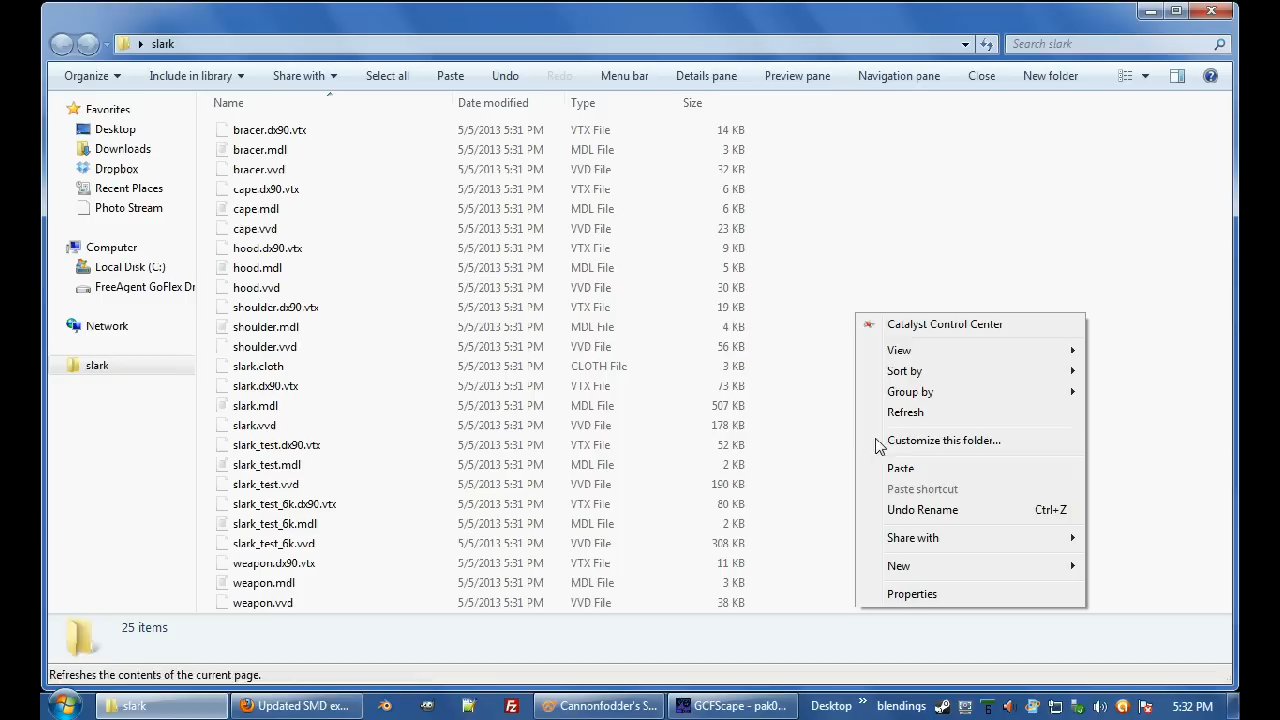 slark
Search slark
Organize
Include in library
Share with
Select all
Paste
Undo
Redo
Menu bar
Details pane
Preview pane
Navigation pane
Close
New folder
Name Date modified Type Size
Favorites
Desktop
Downloads
Dropbox
Recent Places
Photo Stream
Computer
Local Disk (C:)
FreeAgent GoFlex Dr
Network
slark
bracer.dx90.vtx 5/5/2013 5:31 PM VTX File 14 KB
bracer.mdl 5/5/2013 5:31 PM MDL File 3 KB
bracer.vvd 5/5/2013 5:31 PM VVD File 32 KB
cape.dx90.vtx 5/5/2013 5:31 PM VTX File 6 KB
cape.mdl 5/5/2013 5:31 PM MDL File 6 KB
cape.vvd 5/5/2013 5:31 PM VVD File 23 KB
hood.dx90.vtx 5/5/2013 5:31 PM VTX File 9 KB
hood.mdl 5/5/2013 5:31 PM MDL File 5 KB
hood.vvd 5/5/2013 5:31 PM VVD File 30 KB
shoulder.dx90.vtx 5/5/2013 5:31 PM VTX File 19 KB
shoulder.mdl 5/5/2013 5:31 PM MDL File 4 KB
shoulder.vvd 5/5/2013 5:31 PM VVD File 56 KB
slark.cloth 5/5/2013 5:31 PM CLOTH File 3 KB
slark.dx90.vtx 5/5/2013 5:31 PM VTX File 73 KB
slark.mdl 5/5/2013 5:31 PM MDL File 507 KB
slark.vvd 5/5/2013 5:31 PM VVD File 178 KB
slark_test.dx90.vtx 5/5/2013 5:31 PM VTX File 52 KB
slark_test.mdl 5/5/2013 5:31 PM MDL File 2 KB
slark_test.vvd 5/5/2013 5:31 PM VVD File 190 KB
slark_test_6k.dx90.vtx 5/5/2013 5:31 PM VTX File 80 KB
slark_test_6k.mdl 5/5/2013 5:31 PM MDL File 2 KB
slark_test_6k.vvd 5/5/2013 5:31 PM VVD File 308 KB
weapon.dx90.vtx 5/5/2013 5:31 PM VTX File 11 KB
weapon.mdl 5/5/2013 5:31 PM MDL File 3 KB
weapon.vvd 5/5/2013 5:31 PM VVD File 38 KB
Catalyst Control Center
View
Sort by
Group by
Refresh
Customize this folder...
Paste
Paste shortcut
Undo Rename Ctrl+Z
Share with
New
Properties
25 items
Refreshes the contents of the current page.
slark
Updated SMD ex...
Cannonfodder's S...
GCFScape - pak0...
Desktop
blendings
5:32 PM